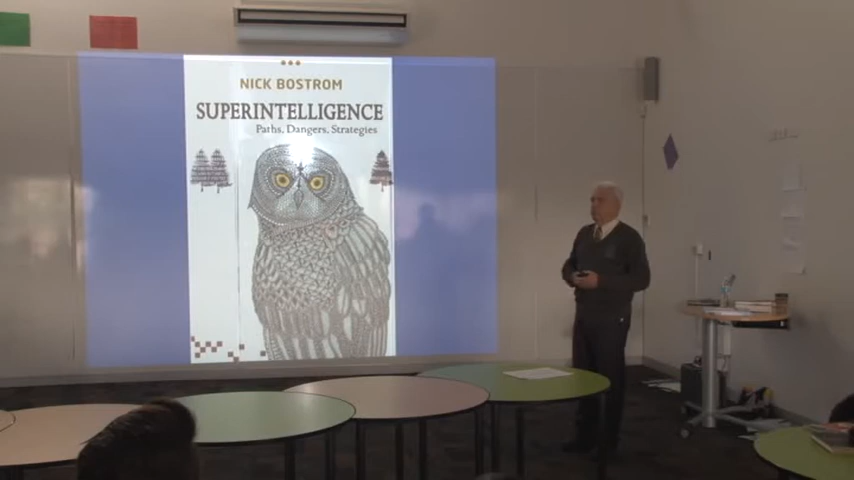 NICK BOSTROM
SUPERINTELLIGENCE
Paths, Dangers, Strategies